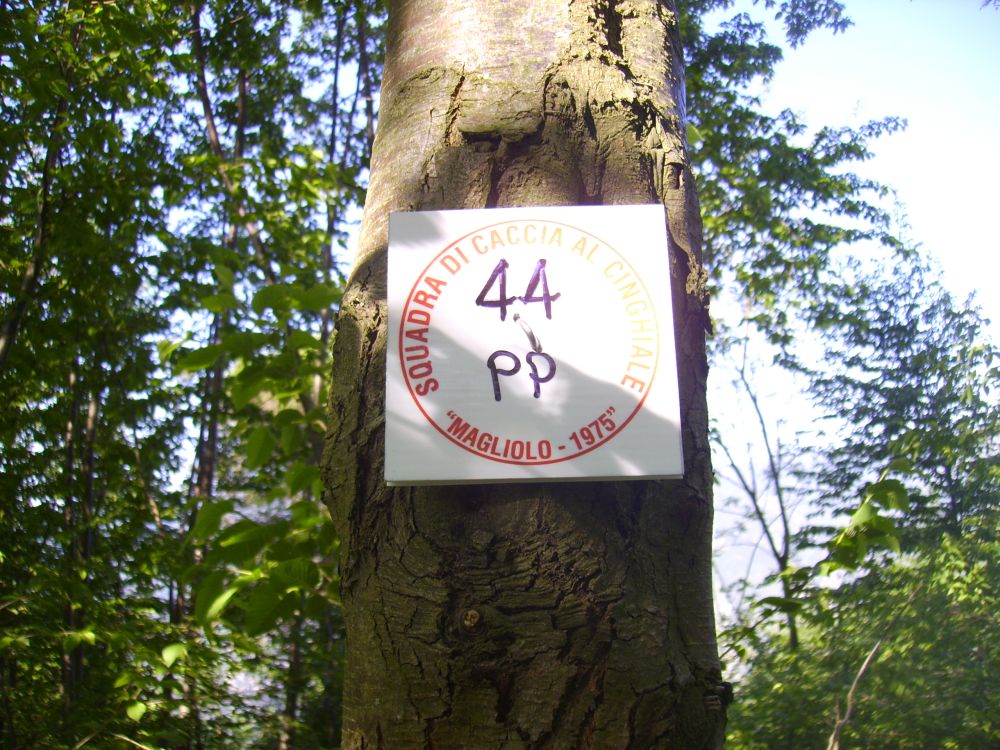 SQUADRA DI CACCIA AL CINGHIALE
44
PP
"MAGLIOLO - 1975"